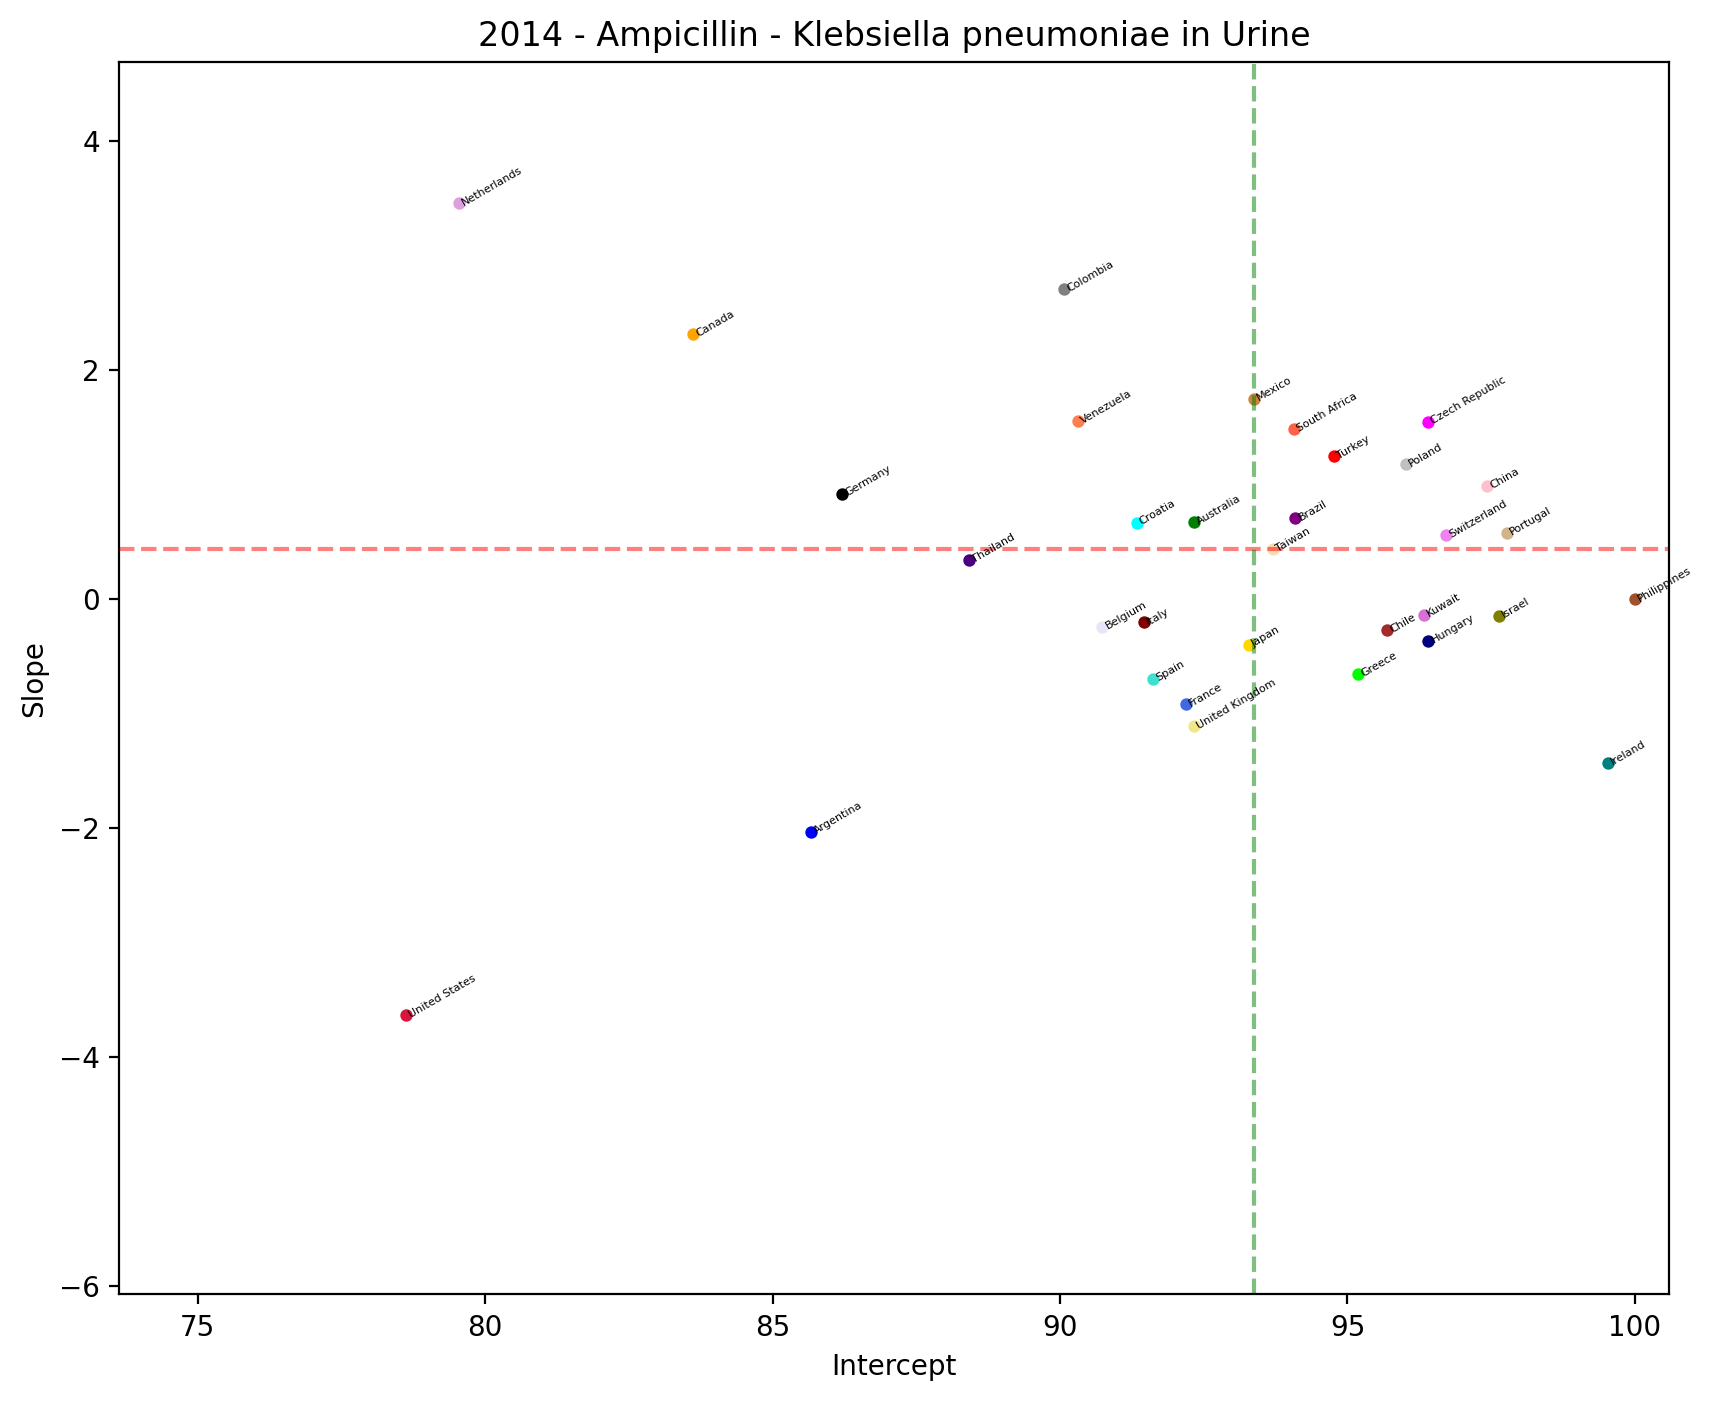 2014 - Ampicillin - Klebsiella pneumoniae in Urine
4
Netherlands
Colombia
Canada
2
Mexico
Czech Republic
Venezuela
South Africa
Turkey
Poland
Germany
China
Croatia
Australia
Brazil
Switzerland
Portugal
Thailand
Taiwan
0
Philippines
Belgium
Italy
Kuwait
Israel
Chile
Japan
Hungary
Spain
Greece
Slope
France
United Kingdom
Ireland
−2
Argentina
United States
−4
−6
75 80 85 90 95 100
Intercept